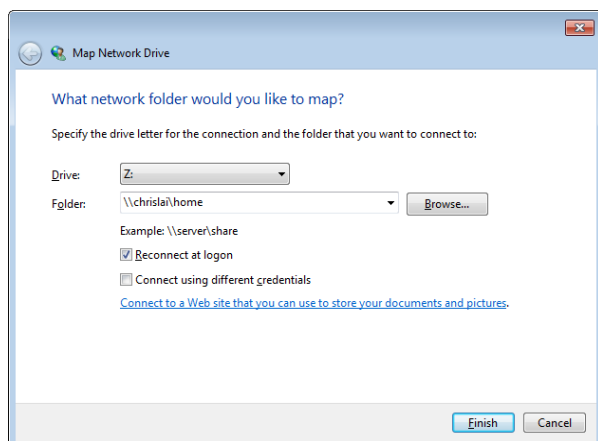 Map Network Drive
What network folder would you like to map?
Specify the drive letter for the connection and the folder that you want to connect to:
Drive: Z:
Folder: \\chrislai\home Browse...
Example: \\server\share
Reconnect at logon
Connect using different credentials
Connect to a Web site that you can use to store your documents and pictures.
Finish Cancel